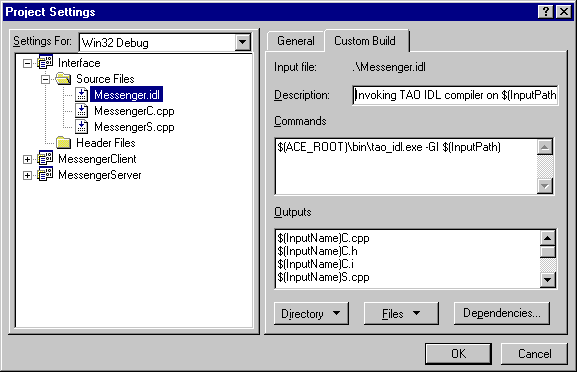 Project Settings
Settings For: Win32 Debug
Interface
Source Files
Messenger.idl
MessengerC.cpp
MessengerS.cpp
Header Files
MessengerClient
MessengerServer
General Custom Build
Input file: .\Messenger.idl
Description: Invoking TAO IDL compiler on $(InputPath
Commands
$(ACE_ROOT)\bin\tao_idl.exe -GI $(InputPath)
Outputs
$(InputName)C.cpp
$(InputName)C.h
$(InputName)C.i
$(InputName)S.cpp
Directory Files Dependencies...
OK Cancel